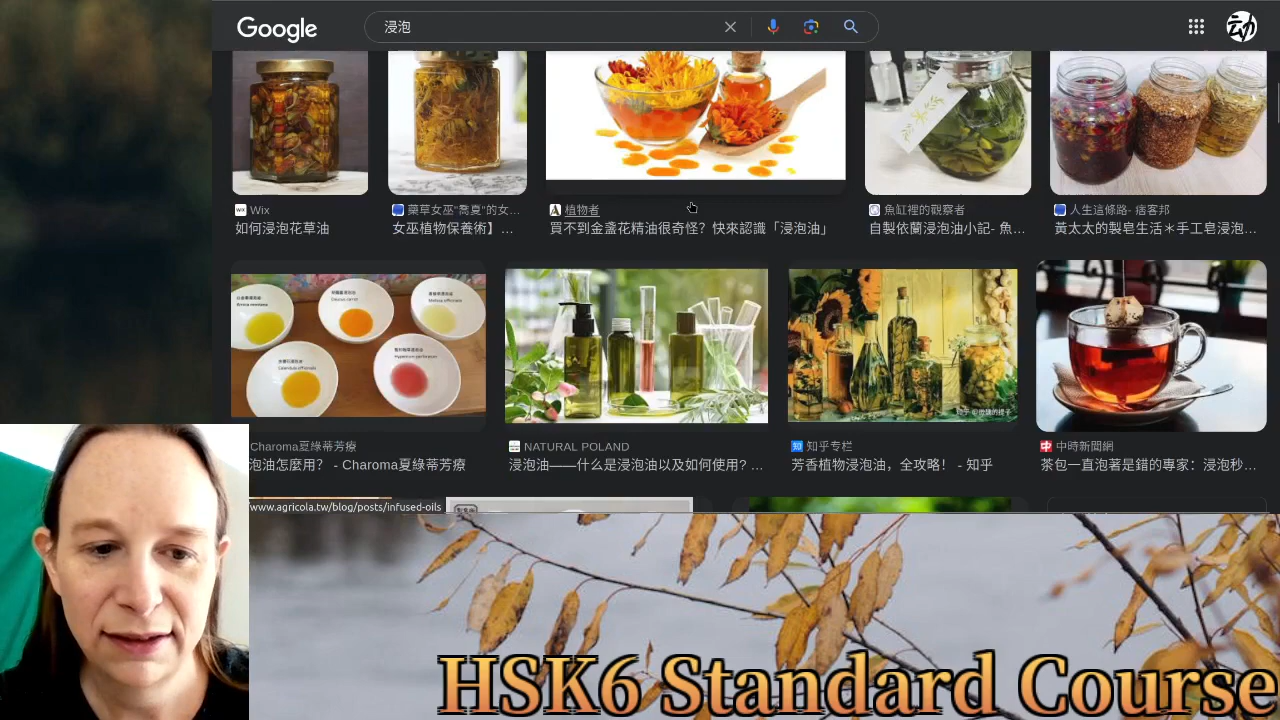 Google
浸泡
动
Wix
藥草女巫"喬夏"的女...
植物者
魚缸裡的觀察者
人生這條路- 痞客邦
如何浸泡花草油
女巫植物保養術】...
買不到金盞花精油很奇怪？快來認識「浸泡油」
自製依蘭浸泡油小記- 魚...
黃太太的製皂生活＊手工皂浸泡...
Charoma夏綠蒂芳療
NATURAL POLAND
知 知乎专栏
中 中時新聞網
泡油怎麼用？ - Charoma夏綠蒂芳療
浸泡油——什么是浸泡油以及如何使用? ...
芳香植物浸泡油，全攻略！ - 知乎
茶包一直泡著是錯的專家：浸泡秒...
www.agricola.tw/blog/posts/infused-oils
HSK6 Standard Course